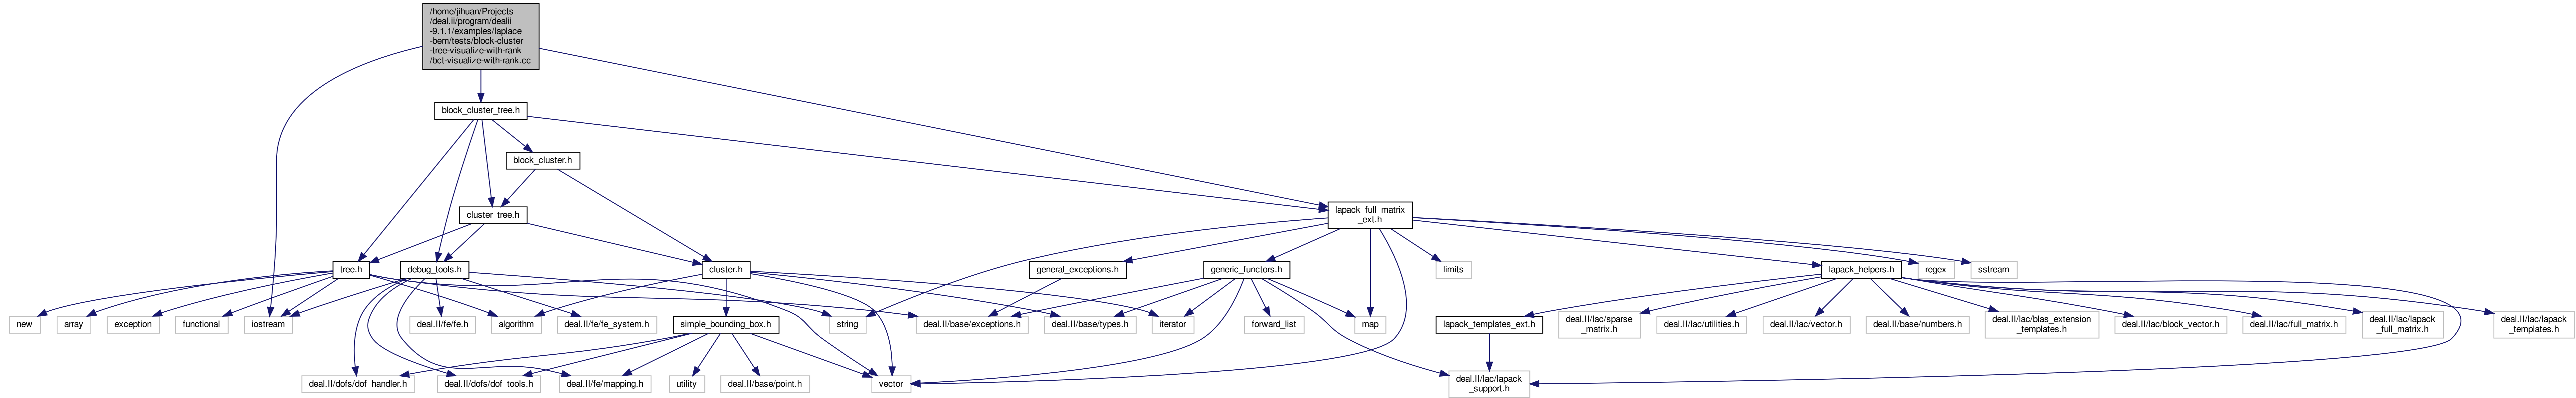 /home/jihuan/Projects
/deal.ii/program/dealii
-9.1.1/examples/laplace
-bem/tests/block-cluster
-tree-visualize-with-rank
/bct-visualize-with-rank.cc
block_cluster_tree.h
block_cluster.h
cluster_tree.h
lapack_full_matrix
_ext.h
tree.h
debug_tools.h
cluster.h
general_exceptions.h
generic_functors.h
limits
lapack_helpers.h
regex
sstream
new
array
exception
functional
iostream
deal.II/fe/fe.h
algorithm
deal.II/fe/fe_system.h
simple_bounding_box.h
string
deal.II/base/exceptions.h
deal.II/base/types.h
iterator
forward_list
map
lapack_templates_ext.h
deal.II/lac/sparse
_matrix.h
deal.II/lac/utilities.h
deal.II/lac/vector.h
deal.II/base/numbers.h
deal.II/lac/blas_extension
_templates.h
deal.II/lac/block_vector.h
deal.II/lac/full_matrix.h
deal.II/lac/lapack
_full_matrix.h
deal.II/lac/lapack
_templates.h
deal.II/dofs/dof_handler.h
deal.II/dofs/dof_tools.h
deal.II/fe/mapping.h
utility
deal.II/base/point.h
vector
deal.II/lac/lapack
_support.h